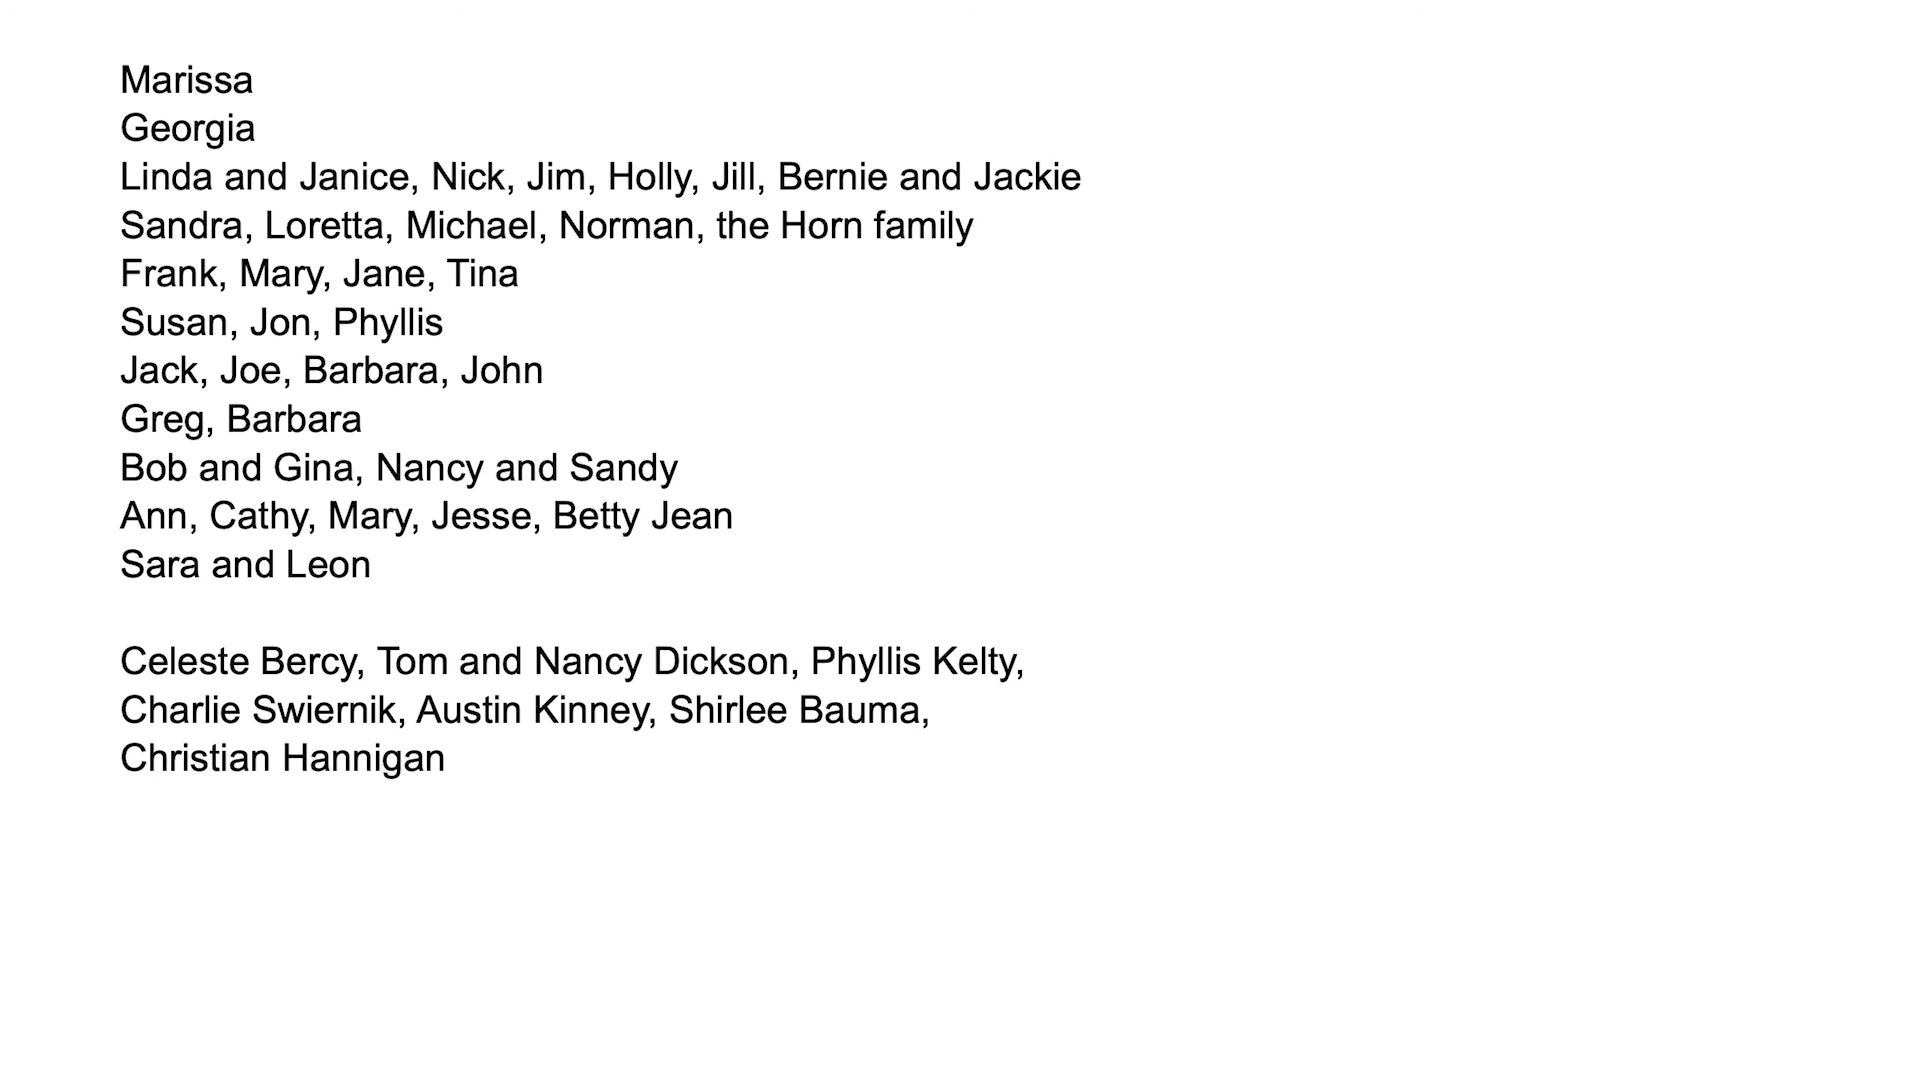 Marissa
Georgia
Linda and Janice, Nick, Jim, Holly, Jill, Bernie and Jackie
Sandra, Loretta, Michael, Norman, the Horn family
Frank, Mary, Jane, Tina
Susan, Jon, Phyllis
Jack, Joe, Barbara, John
Greg, Barbara
Bob and Gina, Nancy and Sandy
Ann, Cathy, Mary, Jesse, Betty Jean
Sara and Leon
Celeste Bercy, Tom and Nancy Dickson, Phyllis Kelty,
Charlie Swiernik, Austin Kinney, Shirlee Bauma,
Christian Hannigan